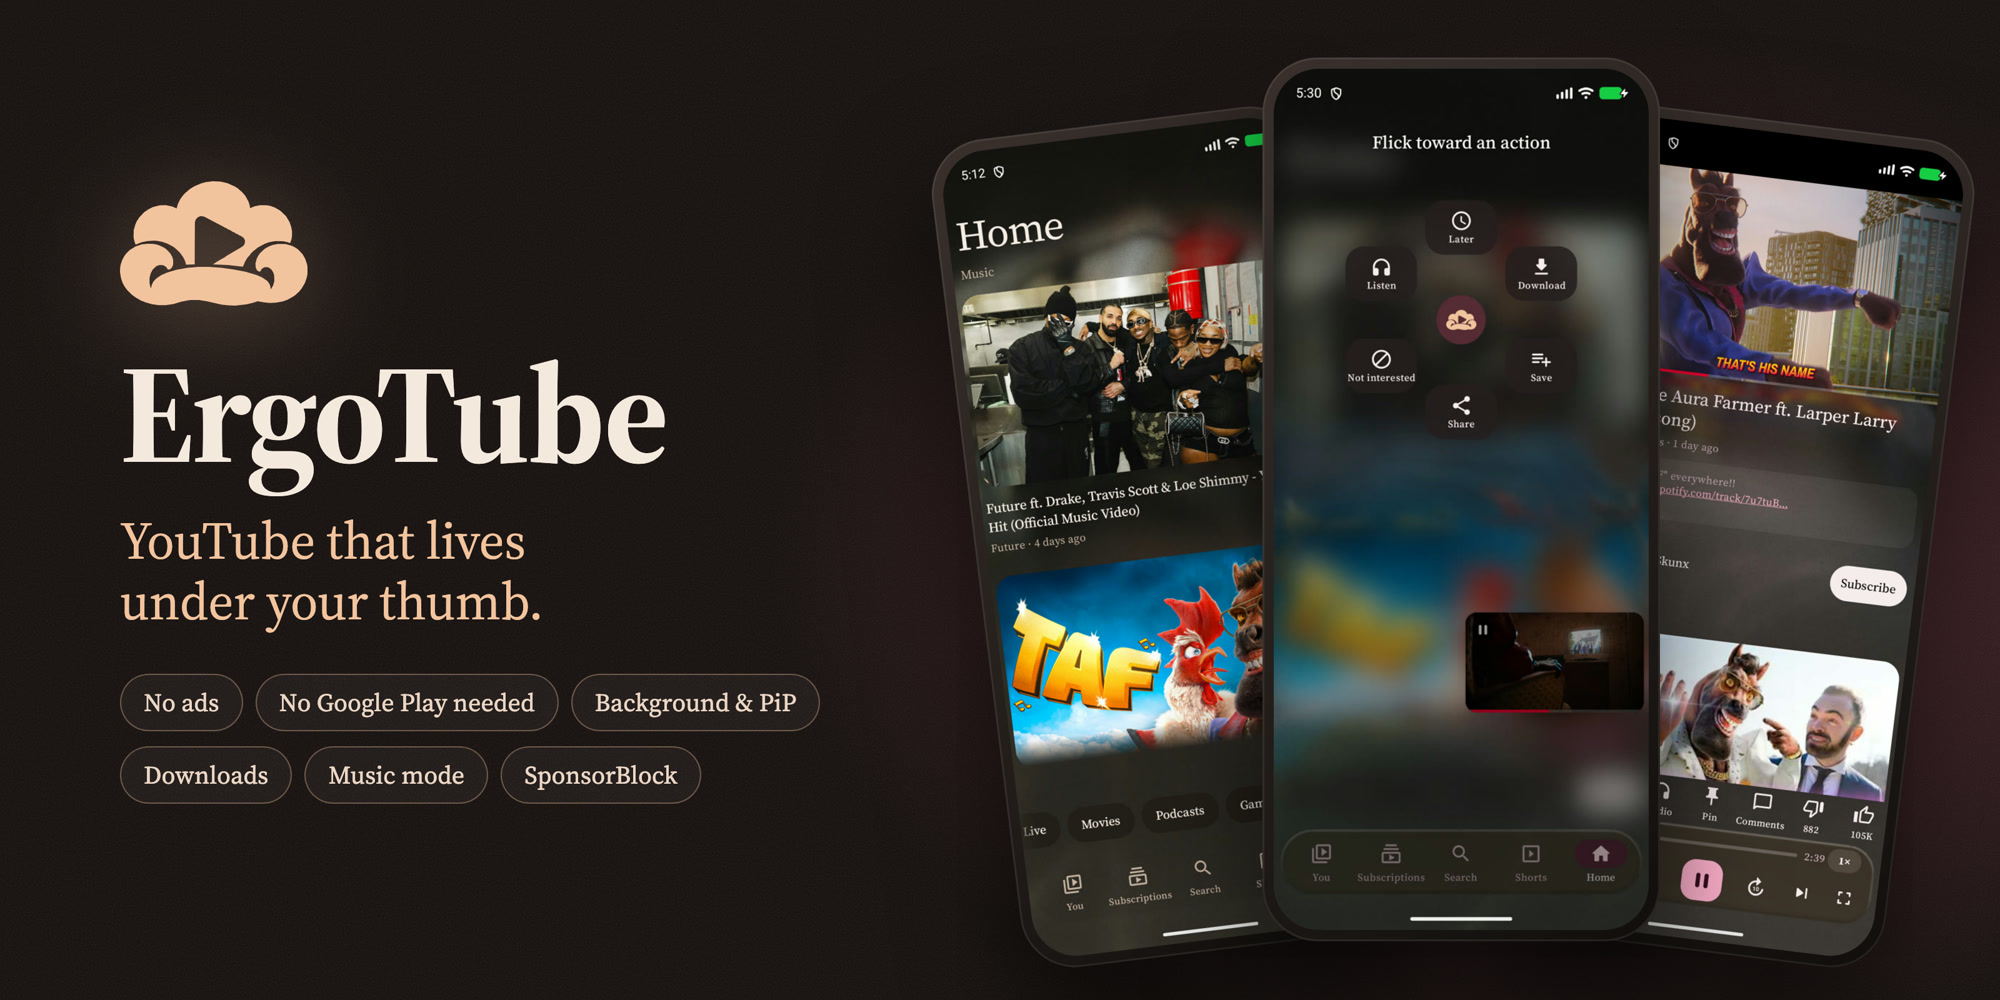 ErgoTube
YouTube that lives
under your thumb.
No ads
No Google Play needed
Background & PiP
Downloads
Music mode
SponsorBlock
5:12
Home
Music
Future ft. Drake, Travis Scott & Loe Shimmy -
Hit (Official Music Video)
Future · 4 days ago
TAF
Live
Movies
Podcasts
You
Subscriptions
Search
5:30
Flick toward an action
Later
Listen
Download
Not interested
Save
Share
You
Subscriptions
Search
Shorts
Home
THAT'S HIS NAME
Aura Farmer ft. Larper Larry
1 day ago
everywhere!!
Subscribe
Pin
Comments
882
105K
2:39
1×
10